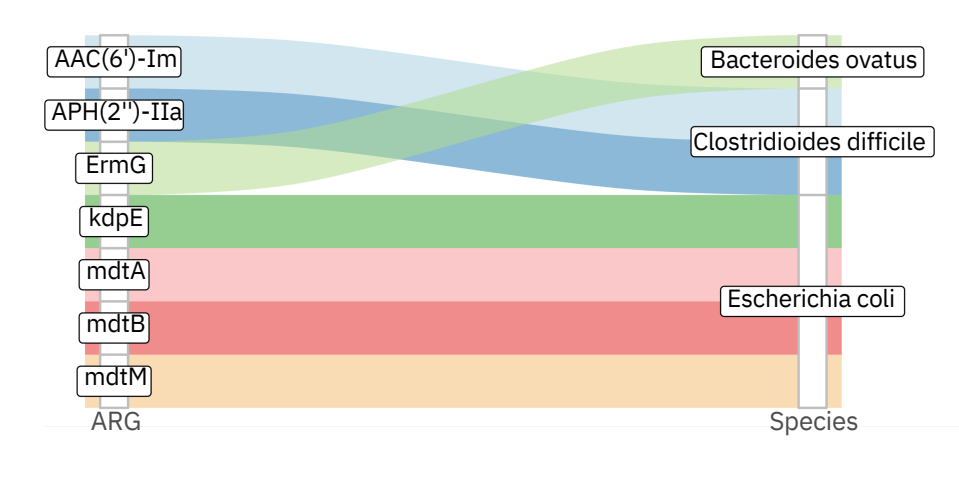 AAC(6')-Im
APH(2")-IIa
ErmG
kdpE
mdtA
mdtB
mdtM
ARG
Bacteroides ovatus
Clostridioides difficile
Escherichia coli
Species